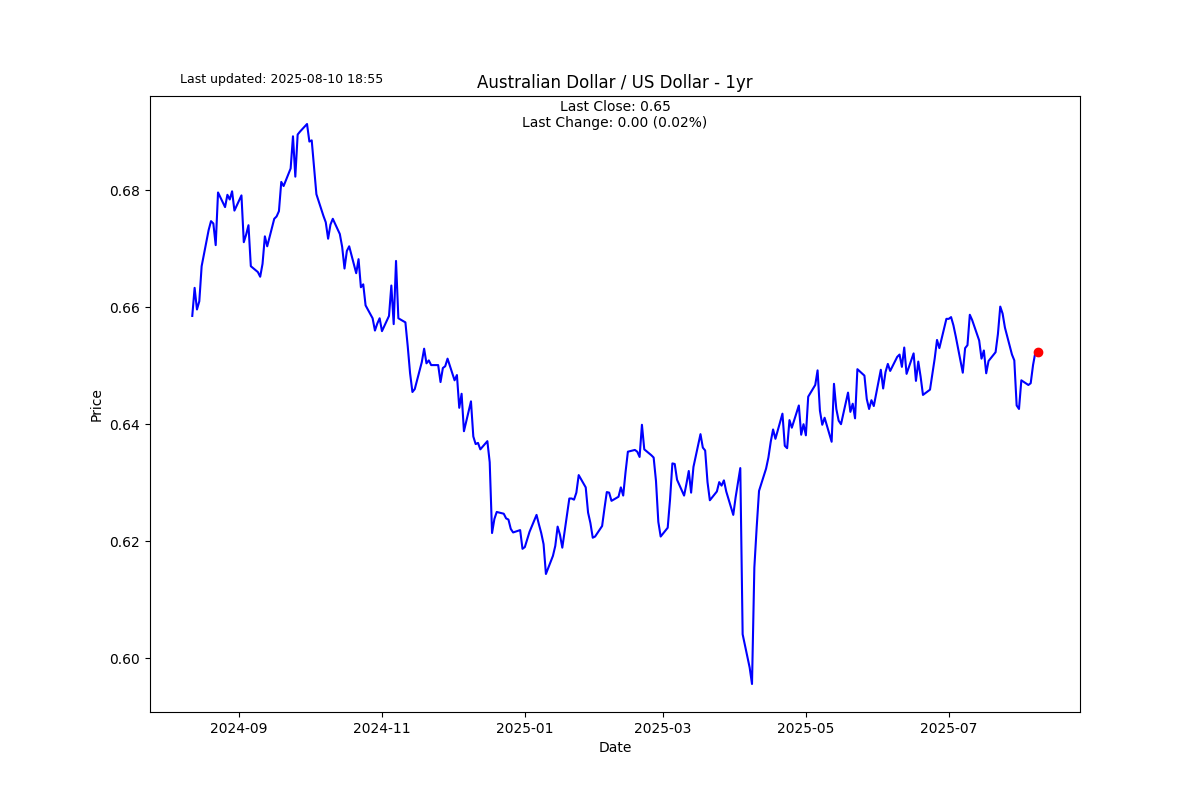 Last updated: 2025-08-10 18:55
Australian Dollar / US Dollar - 1yr
Last Close: 0.65
Last Change: 0.00 (0.02%)
Price
0.68
0.66
0.64
0.62
0.60
2024-09
2024-11
2025-01
2025-03
2025-05
2025-07
Date